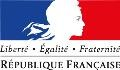 Liberté • Égalité • Fraternité
RÉPUBLIQUE FRANÇAISE